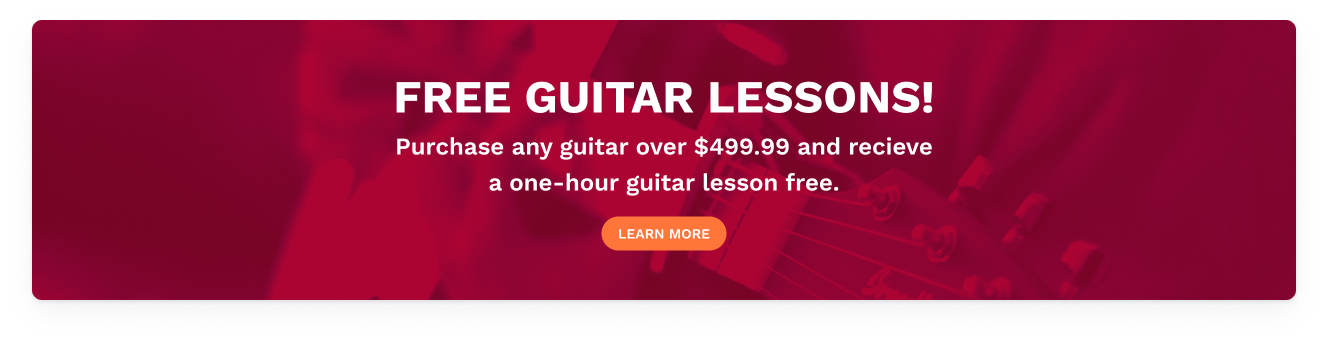 FREE GUITAR LESSONS!
Purchase any guitar over $499.99 and recieve
a one-hour guitar lesson free.
LEARN MORE